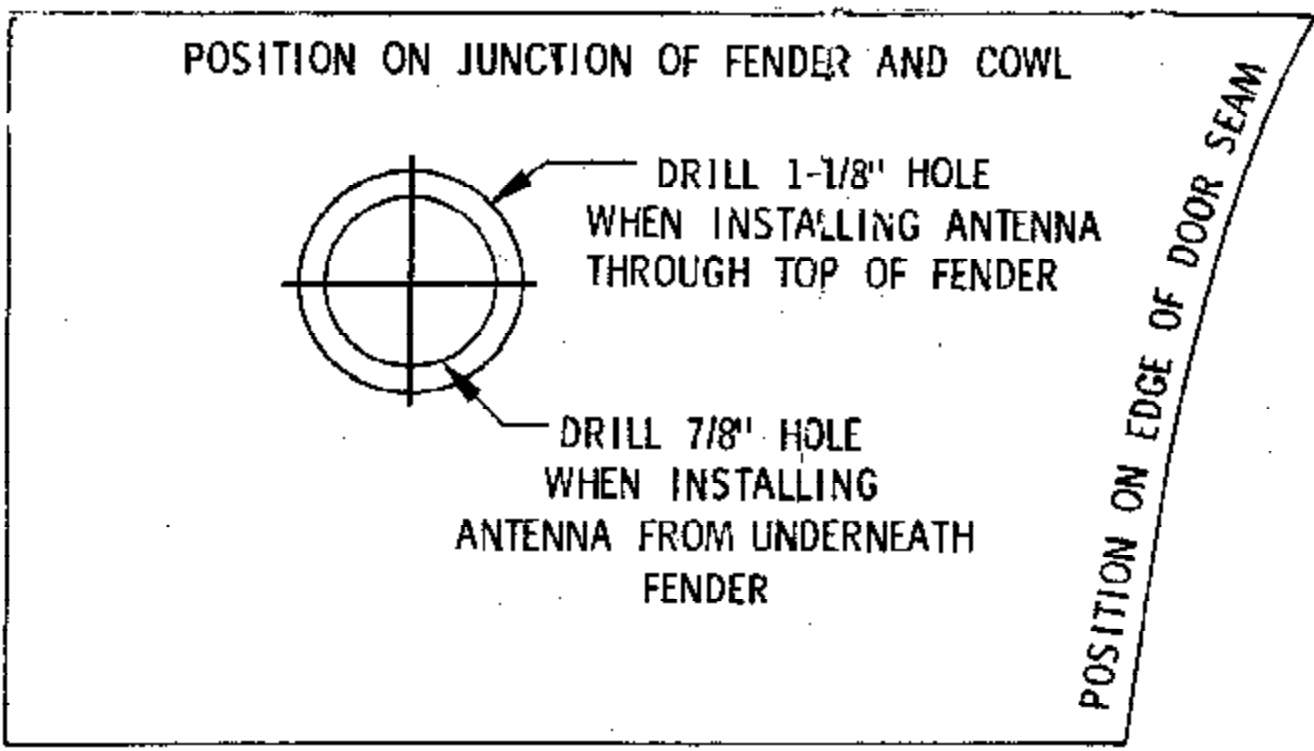 POSITION ON JUNCTION OF FENDER AND COWL
DRILL 1-1/8" HOLE
WHEN INSTALLING ANTENNA
THROUGH TOP OF FENDER
DRILL 7/8" HOLE
WHEN INSTALLING
ANTENNA FROM UNDERNEATH
FENDER
POSITION ON EDGE OF DOOR SEAM